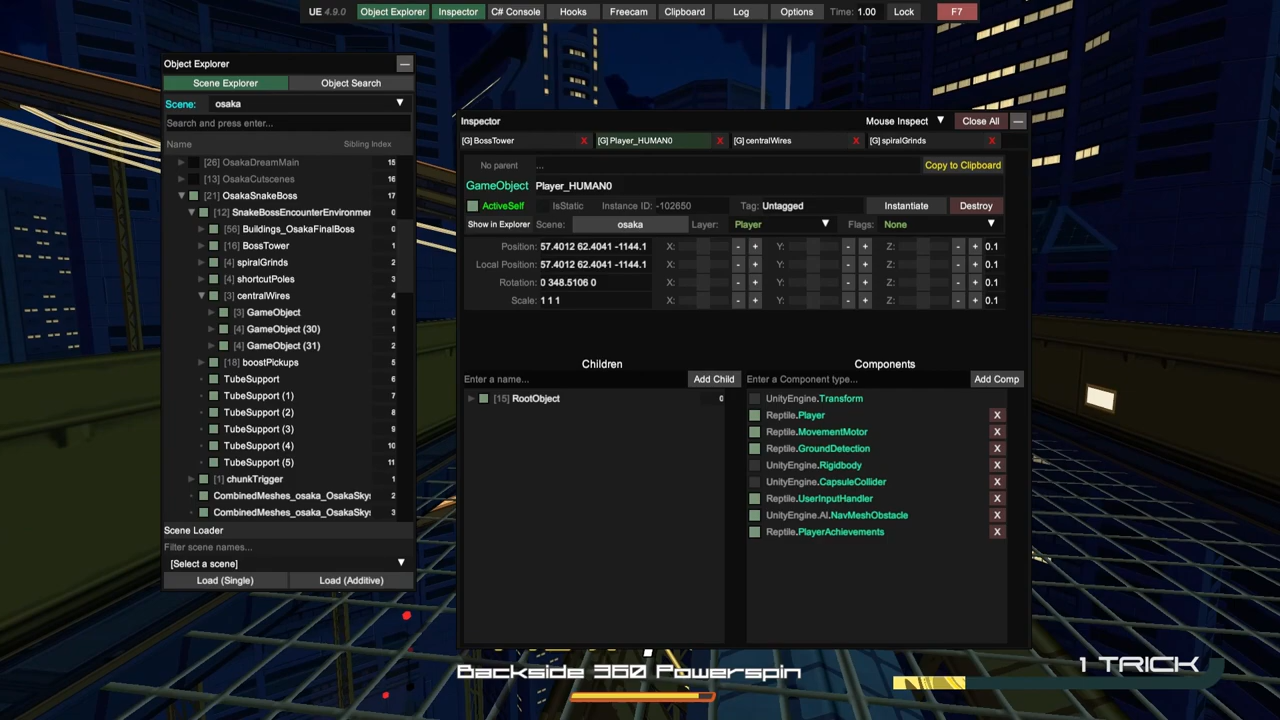 UE 4.9.0 Object Explorer Inspector C# Console Hooks Freecam Clipboard Log Options Time: 1.00 Lock F7
Object Explorer —
Scene Explorer Object Search
Scene: osaka ▼
Search and press enter...
Name Sibling Index
► [26] OsakaDreamMain 15
► [13] OsakaCutscenes 16
▼ [21] OsakaSnakeBoss 17
▼ [12] SnakeBossEncounterEnvironmer 0
► [56] Buildings_OsakaFinalBoss 0
► [16] BossTower 1
► [4] spiralGrinds 2
► [4] shortcutPoles 3
▼ [3] centralWires 4
► [3] GameObject 0
► [4] GameObject (30) 1
► [4] GameObject (31) 2
► [18] boostPickups 5
TubeSupport 6
TubeSupport (1) 7
TubeSupport (2) 8
TubeSupport (3) 9
TubeSupport (4) 10
TubeSupport (5) 11
► [1] chunkTrigger 1
CombinedMeshes_osaka_OsakaSky: 2
CombinedMeshes_osaka_OsakaSky: 3
Scene Loader
Filter scene names...
[Select a scene] ▼
Load (Single) Load (Additive)
Inspector Mouse Inspect ▼ Close All —
[G] BossTower X [G] Player_HUMAN0 X [G] centralWires X [G] spiralGrinds X
No parent ... Copy to Clipboard
GameObject Player_HUMAN0
ActiveSelf IsStatic Instance ID: -102650 Tag: Untagged Instantiate Destroy
Show in Explorer Scene: osaka Layer: Player ▼ Flags: None ▼
Position: 57.4012 62.4041 -1144.1 X: - + Y: - + Z: - + 0.1
Local Position: 57.4012 62.4041 -1144.1 X: - + Y: - + Z: - + 0.1
Rotation: 0 348.5106 0 X: - + Y: - + Z: - + 0.1
Scale: 1 1 1 X: - + Y: - + Z: - + 0.1
Children
Enter a name... Add Child
► [15] RootObject 0
Components
Enter a Component type... Add Comp
UnityEngine.Transform
Reptile.Player X
Reptile.MovementMotor X
Reptile.GroundDetection X
UnityEngine.Rigidbody X
UnityEngine.CapsuleCollider X
Reptile.UserInputHandler X
UnityEngine.AI.NavMeshObstacle X
Reptile.PlayerAchievements X
Backside 360 Powerspin
1 TRICK